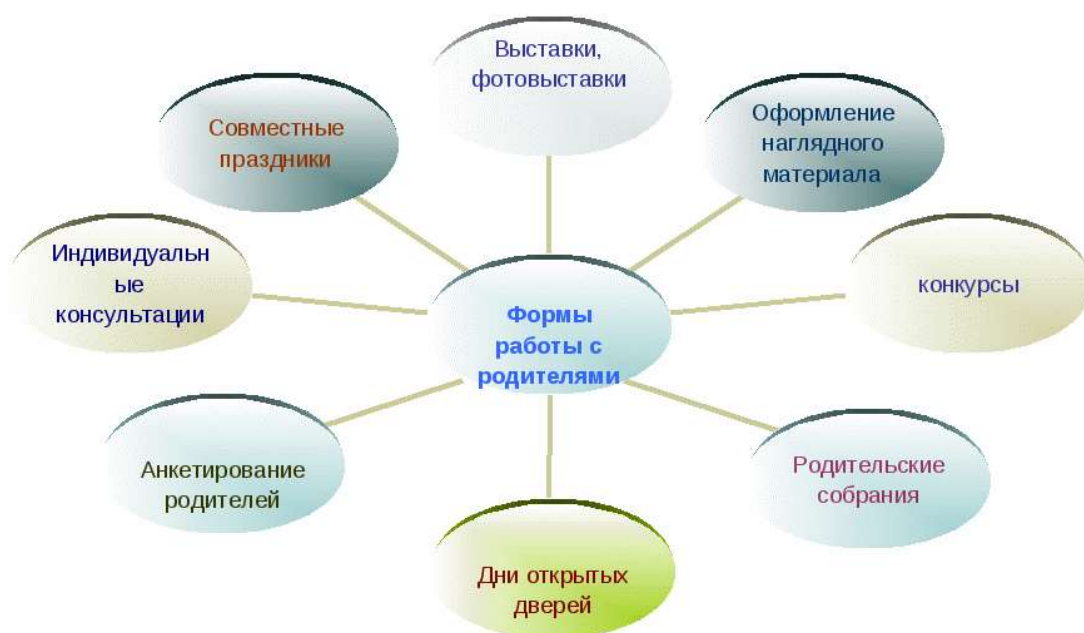 Выставки,
фотовыставки
Совместные
праздники
Оформление
наглядного
материала
Индивидуальн
ые
консультации
конкурсы
Формы
работы с
родителями
Анкетирование
родителей
Родительские
собрания
Дни открытых
дверей